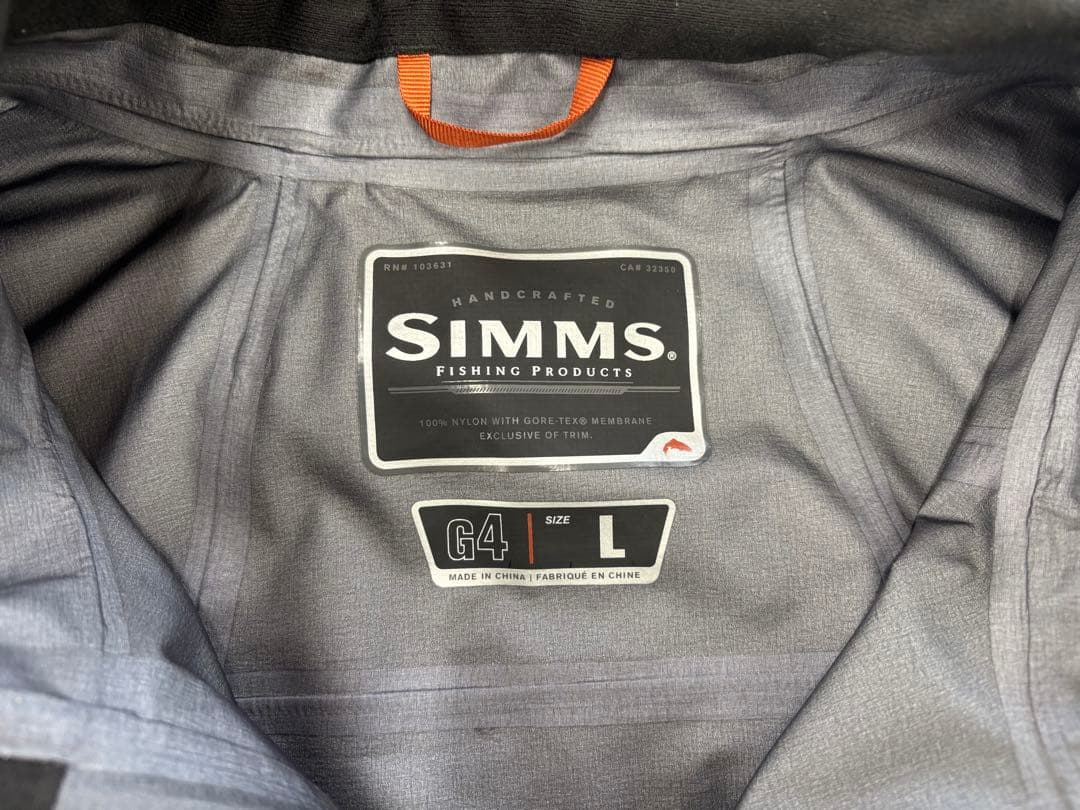 RN# 103631 CA# 32350
HANDCRAFTED
SIMMS®
FISHING PRODUCTS
100% NYLON WITH GORE-TEX® MEMBRANE
EXCLUSIVE OF TRIM.
G4 SIZE L
MADE IN CHINA | FABRIQUÉ EN CHINE